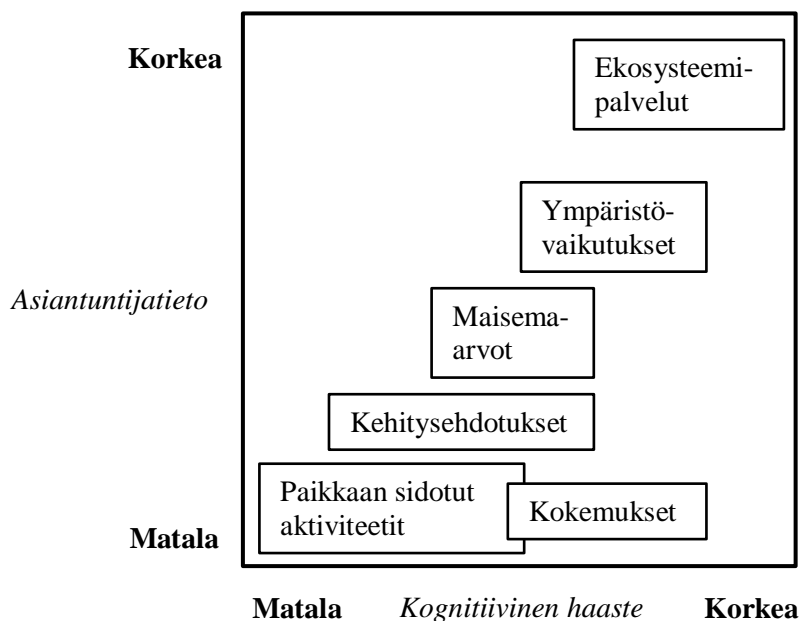 Korkea
Ekosysteemi-
palvelut
Ympäristö-
vaikutukset
Asiantuntijatieto
Maisema-
arvot
Kehitysehdotukset
Paikkaan sidotut
aktiviteetit
Kokemukset
Matala
Matala Kognitiivinen haaste Korkea